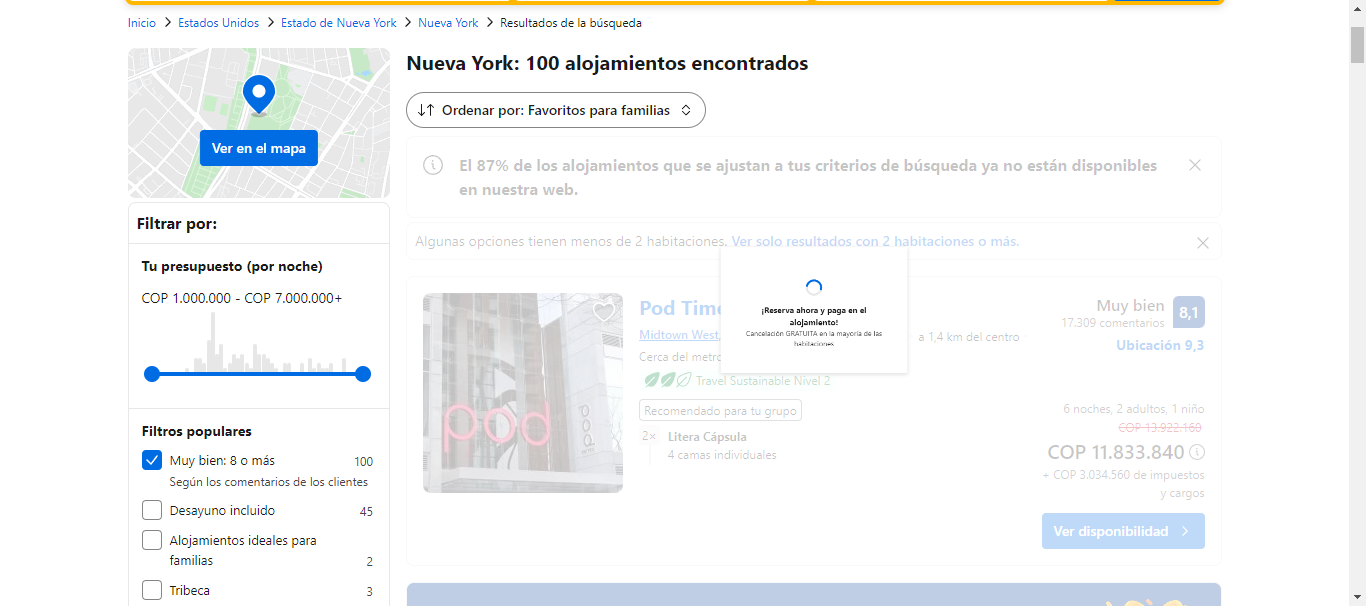 Inicio > Estados Unidos > Estado de Nueva York > Nueva York > Resultados de la búsqueda
Ver en el mapa
Filtrar por:
Tu presupuesto (por noche)
COP 1.000.000 - COP 7.000.000+
Filtros populares
Muy bien: 8 o más 100
Según los comentarios de los clientes
Desayuno incluido 45
Alojamientos ideales para
familias 2
Tribeca 3
Nueva York: 100 alojamientos encontrados
Ordenar por: Favoritos para familias
El 87% de los alojamientos que se ajustan a tus criterios de búsqueda ya no están disponibles
en nuestra web.
Algunas opciones tienen menos de 2 habitaciones. Ver solo resultados con 2 habitaciones o más.
pod
pod
Pod Time
Midtown West,
a 1,4 km del centro
Cerca del metro
Travel Sustainable Nivel 2
Recomendado para tu grupo
2× Litera Cápsula
4 camas individuales
¡Reserva ahora y paga en el
alojamiento!
Cancelación GRATUITA en la mayoría de las
habitaciones
Muy bien 8,1
17.309 comentarios
Ubicación 9,3
6 noches, 2 adultos, 1 niño
COP 13.922.160
COP 11.833.840
+ COP 3.034.560 de impuestos
y cargos
Ver disponibilidad